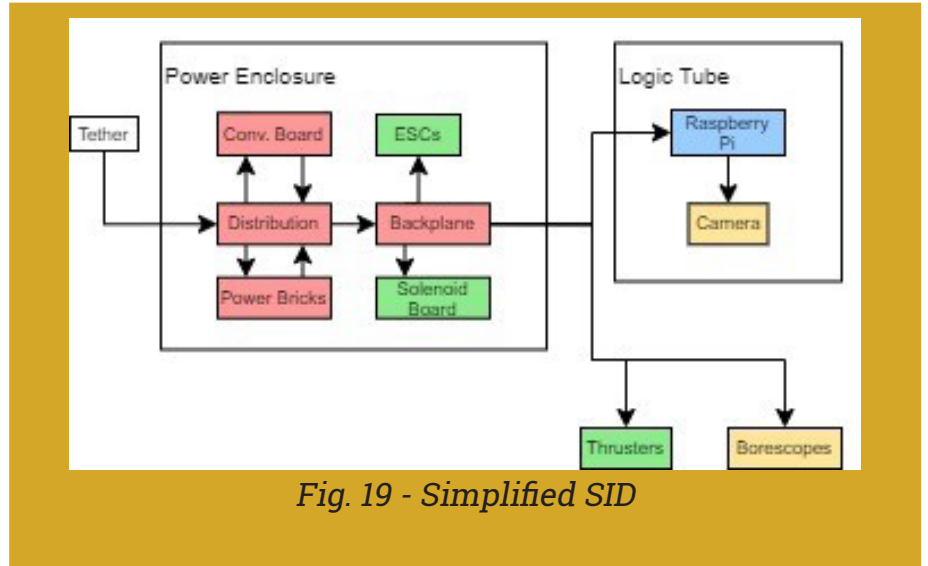 Power Enclosure
Logic Tube
Tether
Conv. Board
ESCs
Raspberry
Pi
Distribution
Backplane
Camera
Power Bricks
Solenoid
Board
Thrusters
Borescopes
Fig. 19 - Simplified SID